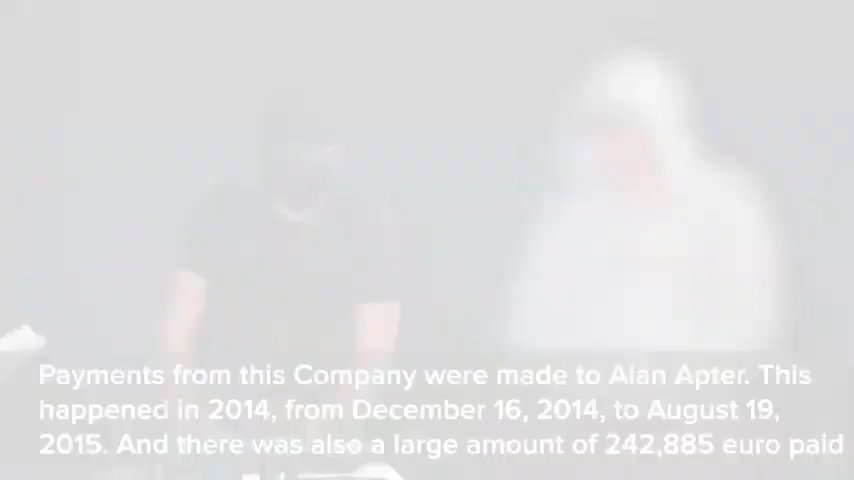 Payments from this Company were made to Alan Apter. This
happened in 2014, from December 16, 2014, to August 19,
2015. And there was also a large amount of 242,885 euro paid